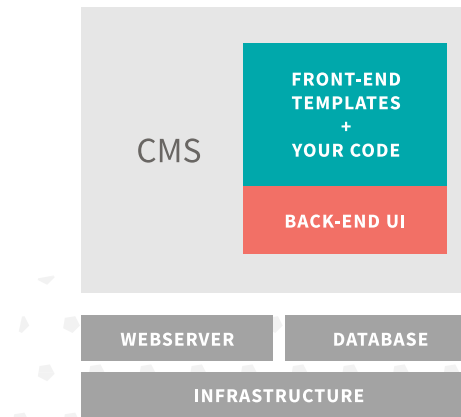 FRONT-END
TEMPLATES
+
YOUR CODE
CMS
BACK-END UI
WEBSERVER
DATABASE
INFRASTRUCTURE